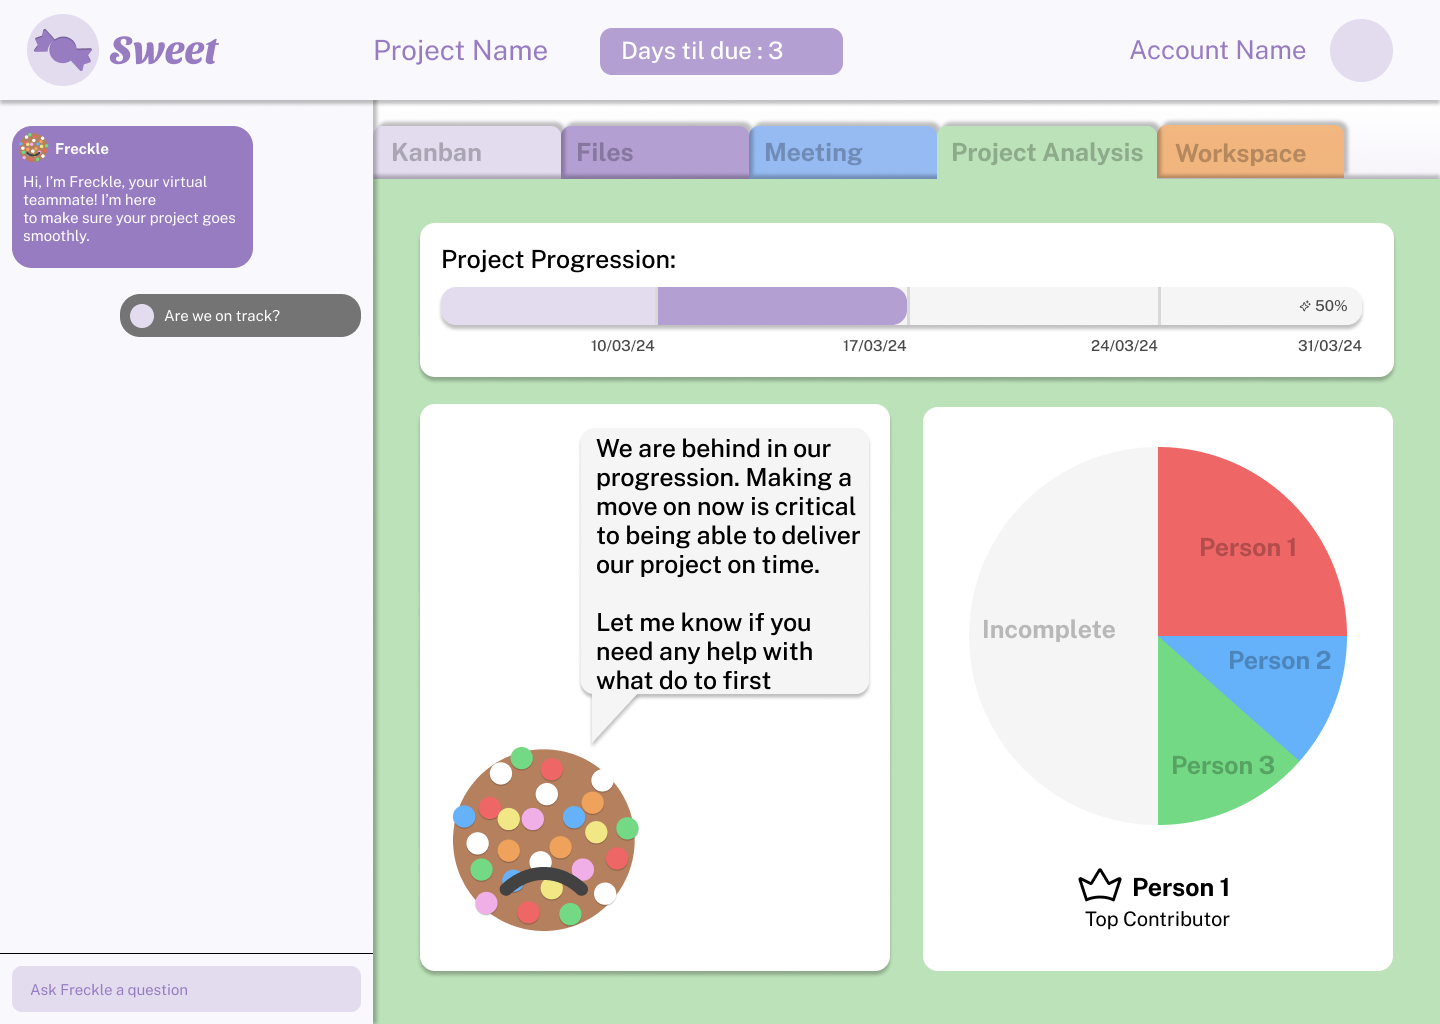 Sweet
Project Name
Days til due : 3
Account Name
Freckle
Hi, I'm Freckle, your virtual
teammate! I'm here
to make sure your project goes
smoothly.
Are we on track?
Ask Freckle a question
Kanban
Files
Meeting
Project Analysis
Workspace
Project Progression:
50%
10/03/24
17/03/24
24/03/24
31/03/24
We are behind in our
progression. Making a
move on now is critical
to being able to deliver
our project on time.
Let me know if you
need any help with
what do to first
Person 1
Incomplete
Person 2
Person 3
Person 1
Top Contributor